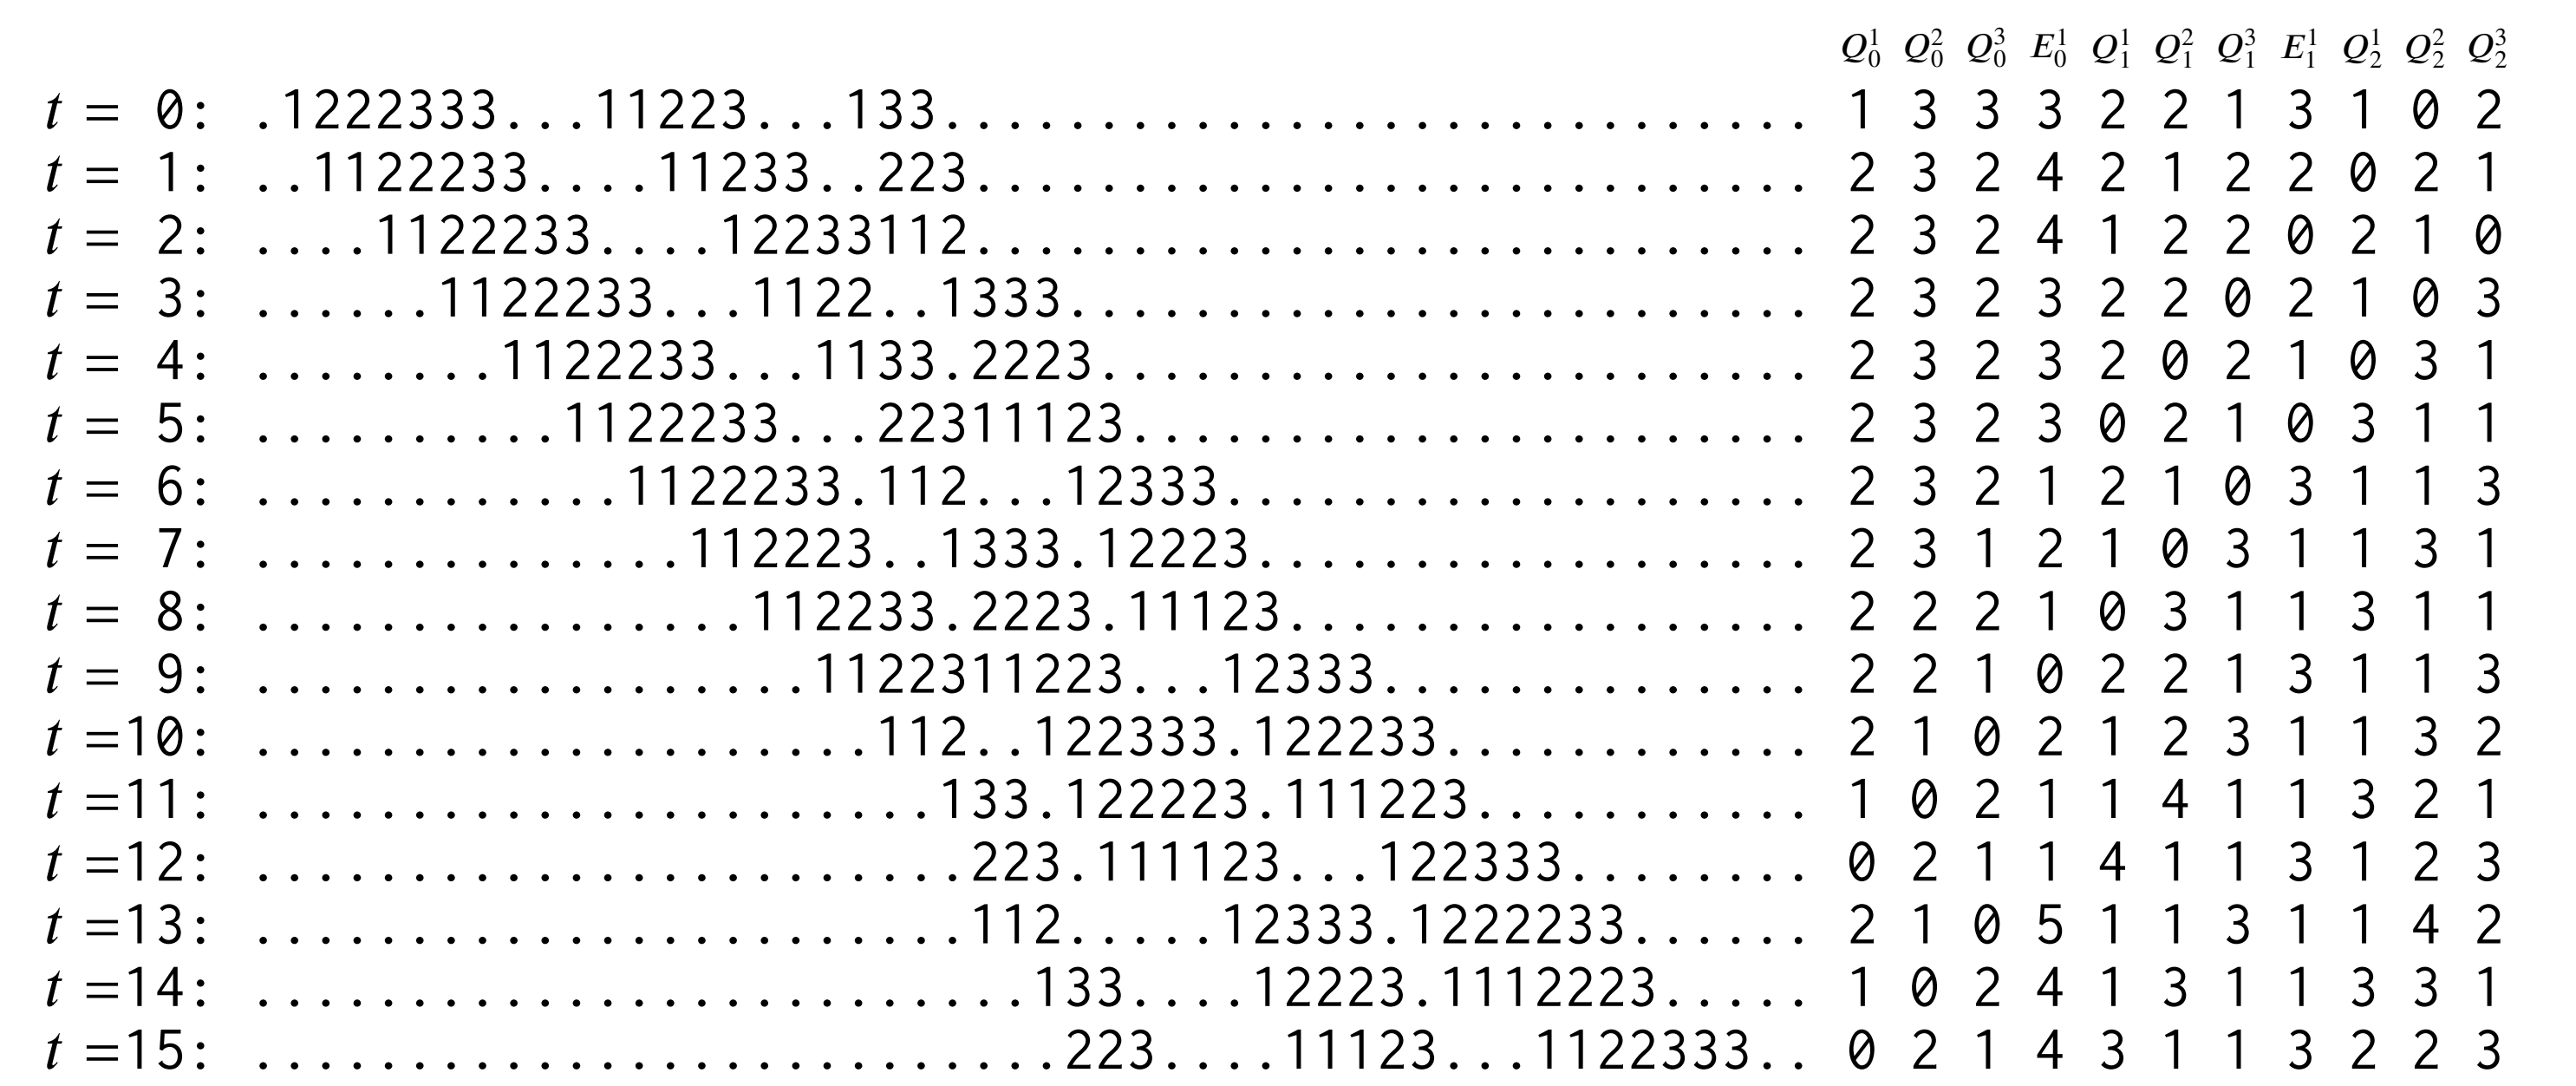 Q_0^1 Q_0^2 Q_0^3 E_0^1 Q_1^1 Q_1^2 Q_1^3 E_1^1 Q_2^1 Q_2^2 Q_2^3
t = 0: .1222333...11223...133............................ 1 3 3 3 2 2 1 3 1 0 2
t = 1: ..1122233....11233..223........................... 2 3 2 4 2 1 2 2 0 2 1
t = 2: ....1122233....12233112........................... 2 3 2 4 1 2 2 0 2 1 0
t = 3: ......1122233...1122..1333........................ 2 3 2 3 2 2 0 2 1 0 3
t = 4: ........1122233...1133.2223....................... 2 3 2 3 2 0 2 1 0 3 1
t = 5: ..........1122233...22311123...................... 2 3 2 3 0 2 1 0 3 1 1
t = 6: ............1122233.112...12333................... 2 3 2 1 2 1 0 3 1 1 3
t = 7: ..............112223..1333.12223.................. 2 3 1 2 1 0 3 1 1 3 1
t = 8: ................112233.2223.11123................. 2 2 2 1 0 3 1 1 3 1 1
t = 9: ..................1122311223...12333.............. 2 2 1 0 2 2 1 3 1 1 3
t =10: ....................112..122333.122233............ 2 1 0 2 1 2 3 1 1 3 2
t =11: ......................133.122223.111223........... 1 0 2 1 1 4 1 1 3 2 1
t =12: .......................223.111123...122333........ 0 2 1 1 4 1 1 3 1 2 3
t =13: .......................112.....12333.1222233...... 2 1 0 5 1 1 3 1 1 4 2
t =14: .........................133....12223.1112223..... 1 0 2 4 1 3 1 1 3 3 1
t =15: ..........................223....11123...1122333.. 0 2 1 4 3 1 1 3 2 2 3